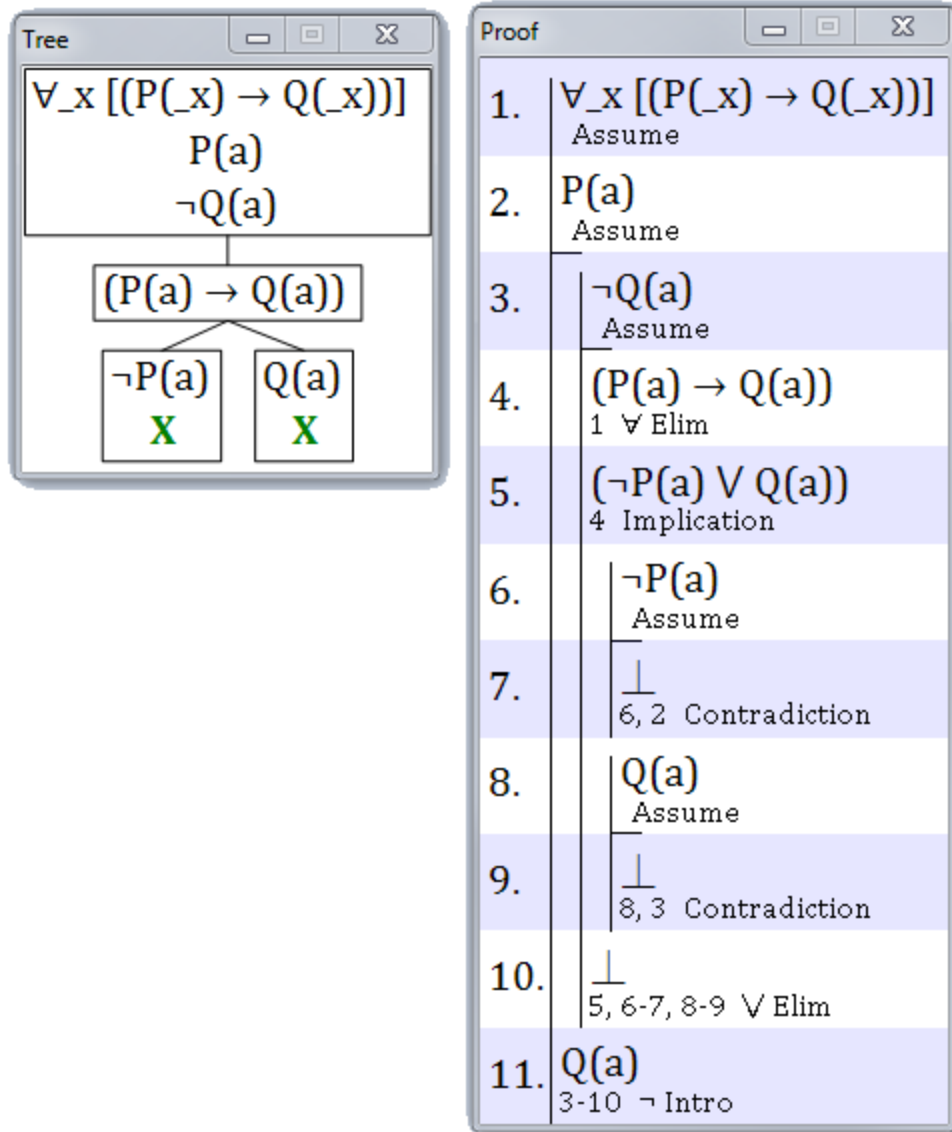 Tree
∀_x [(P(_x) → Q(_x))]
P(a)
¬Q(a)
(P(a) → Q(a))
¬P(a)
X
Q(a)
X
Proof
1. ∀_x [(P(_x) → Q(_x))]
Assume
2. P(a)
Assume
3. ¬Q(a)
Assume
4. (P(a) → Q(a))
1 ∀ Elim
5. (¬P(a) ∨ Q(a))
4 Implication
6. ¬P(a)
Assume
7. ⊥
6, 2 Contradiction
8. Q(a)
Assume
9. ⊥
8, 3 Contradiction
10. ⊥
5, 6-7, 8-9 ∨ Elim
11. Q(a)
3-10 ¬ Intro